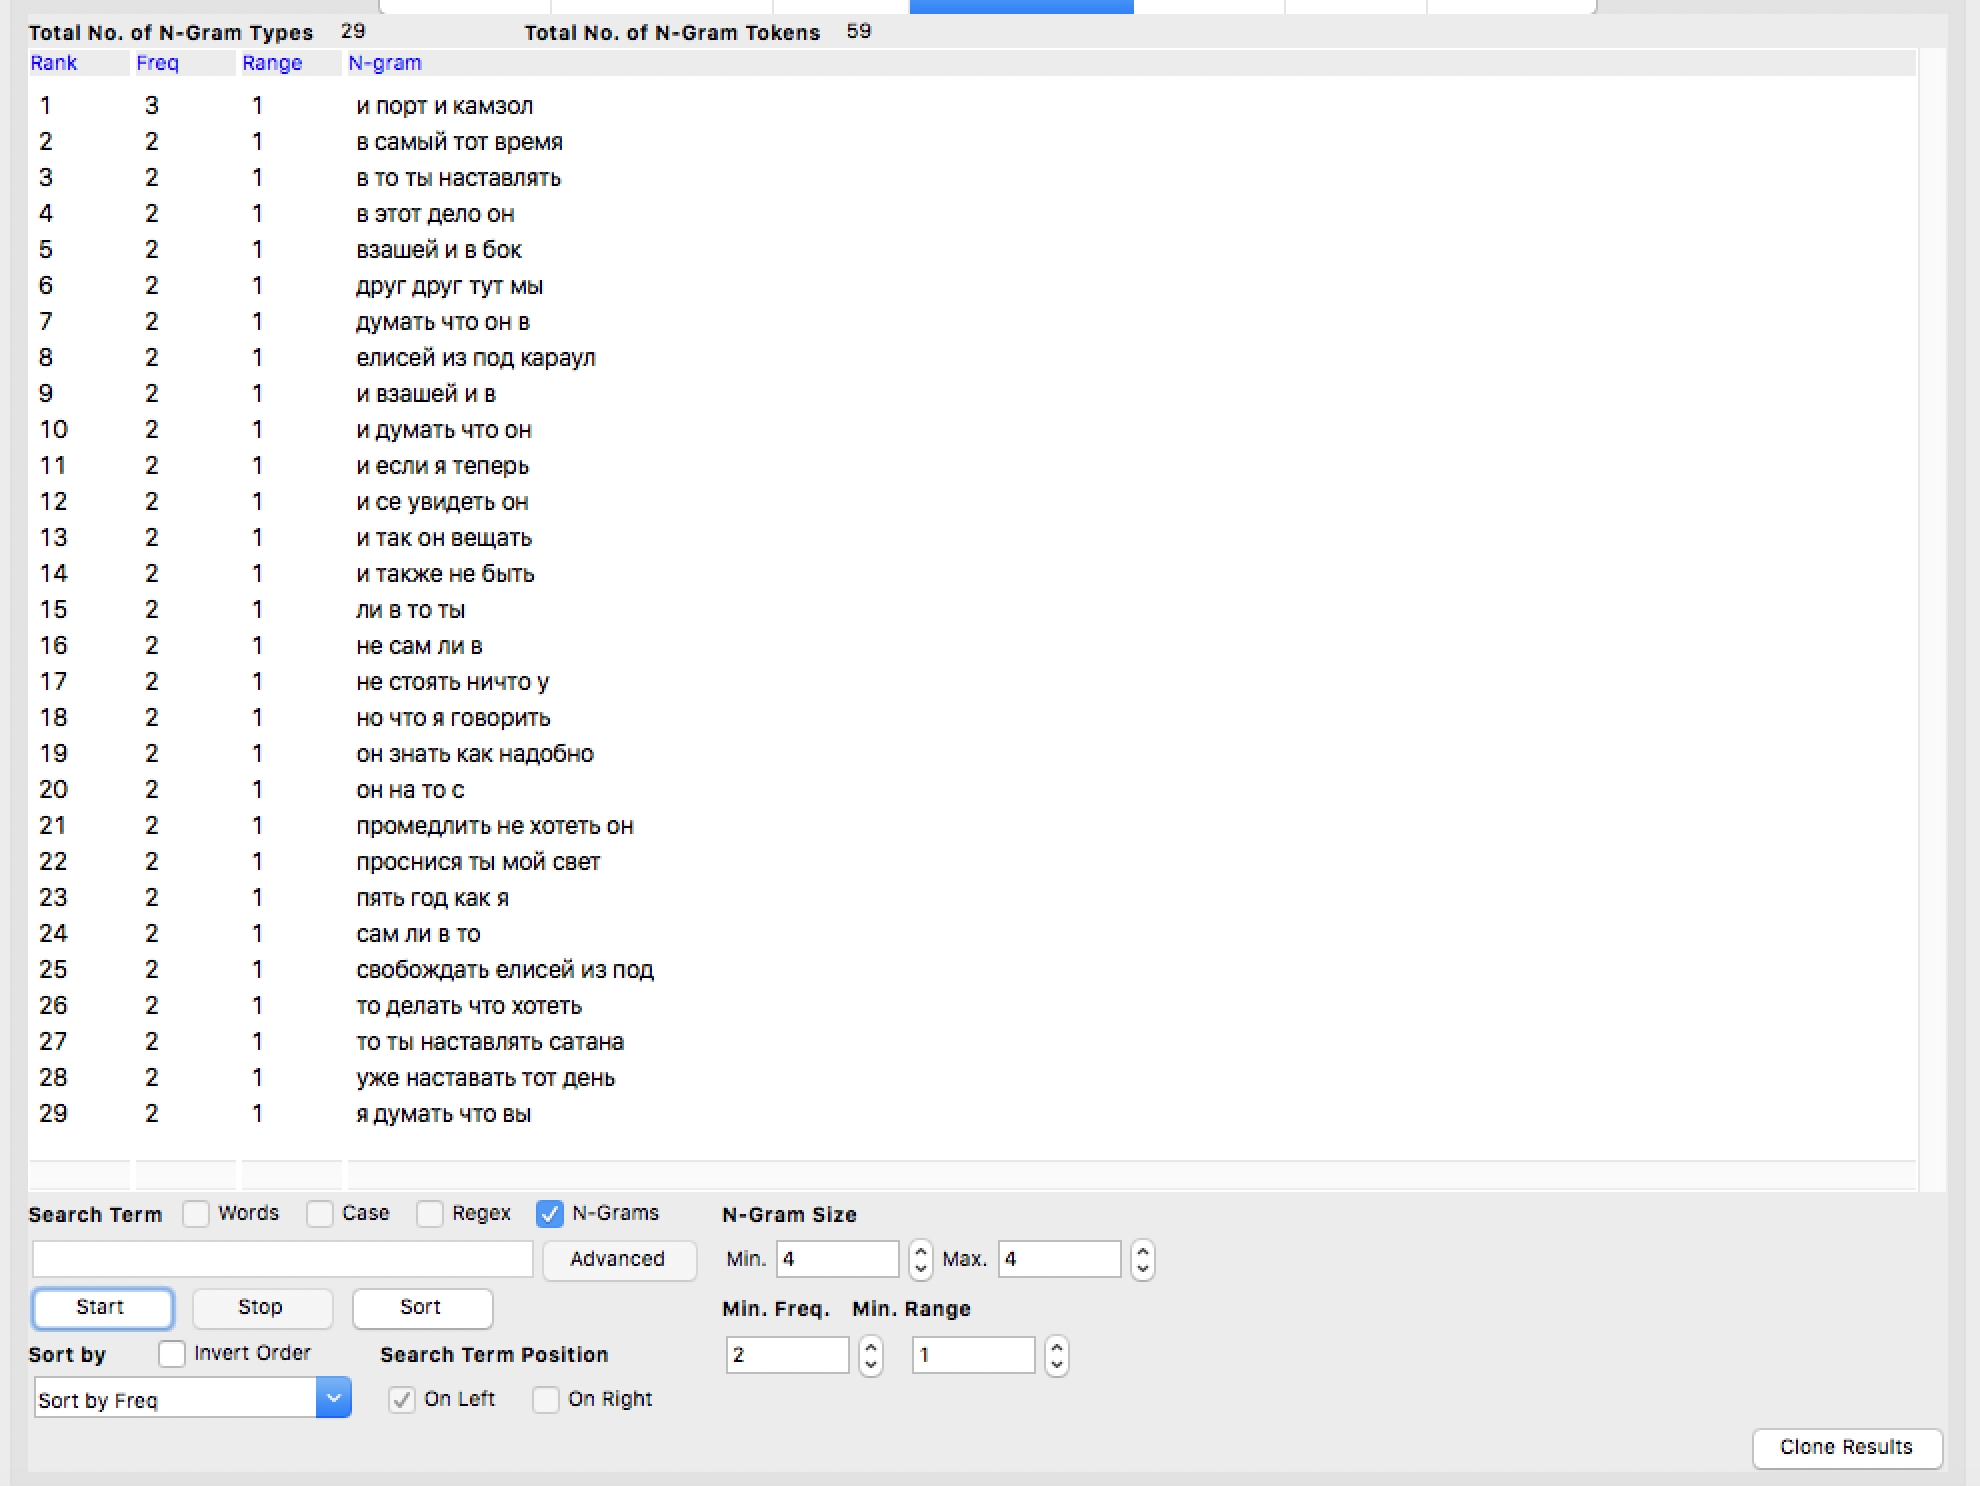 Total No. of N-Gram Types 29 Total No. of N-Gram Tokens 59
Rank Freq Range N-gram
1 3 1 и порт и камзол
2 2 1 в самый тот время
3 2 1 в то ты наставлять
4 2 1 в этот дело он
5 2 1 взашей и в бок
6 2 1 друг друг тут мы
7 2 1 думать что он в
8 2 1 елисей из под караул
9 2 1 и взашей и в
10 2 1 и думать что он
11 2 1 и если я теперь
12 2 1 и се увидеть он
13 2 1 и так он вещать
14 2 1 и также не быть
15 2 1 ли в то ты
16 2 1 не сам ли в
17 2 1 не стоять ничто у
18 2 1 но что я говорить
19 2 1 он знать как надобно
20 2 1 он на то с
21 2 1 промедлить не хотеть он
22 2 1 проснися ты мой свет
23 2 1 пять год как я
24 2 1 сам ли в то
25 2 1 свобождать елисей из под
26 2 1 то делать что хотеть
27 2 1 то ты наставлять сатана
28 2 1 уже наставать тот день
29 2 1 я думать что вы
Search Term Words Case Regex N-Grams N-Gram Size
Advanced Min. 4 Max. 4
Start Stop Sort Min. Freq. Min. Range
Sort by Invert Order Search Term Position 2 1
Sort by Freq On Left On Right
Clone Results